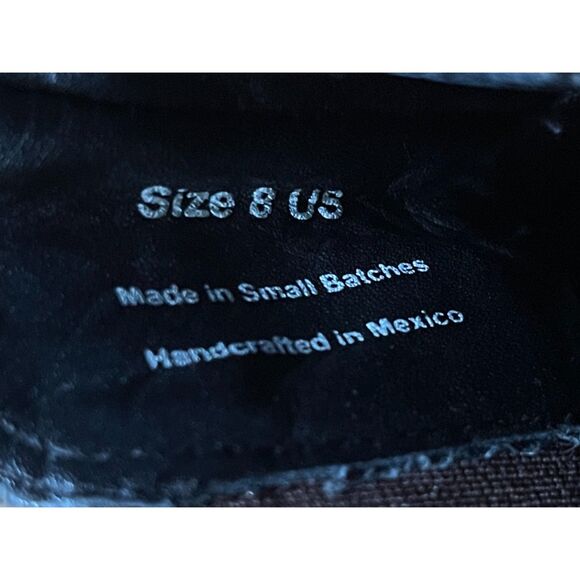 Size 8 US
Made in Small Batches
Handcrafted in Mexico